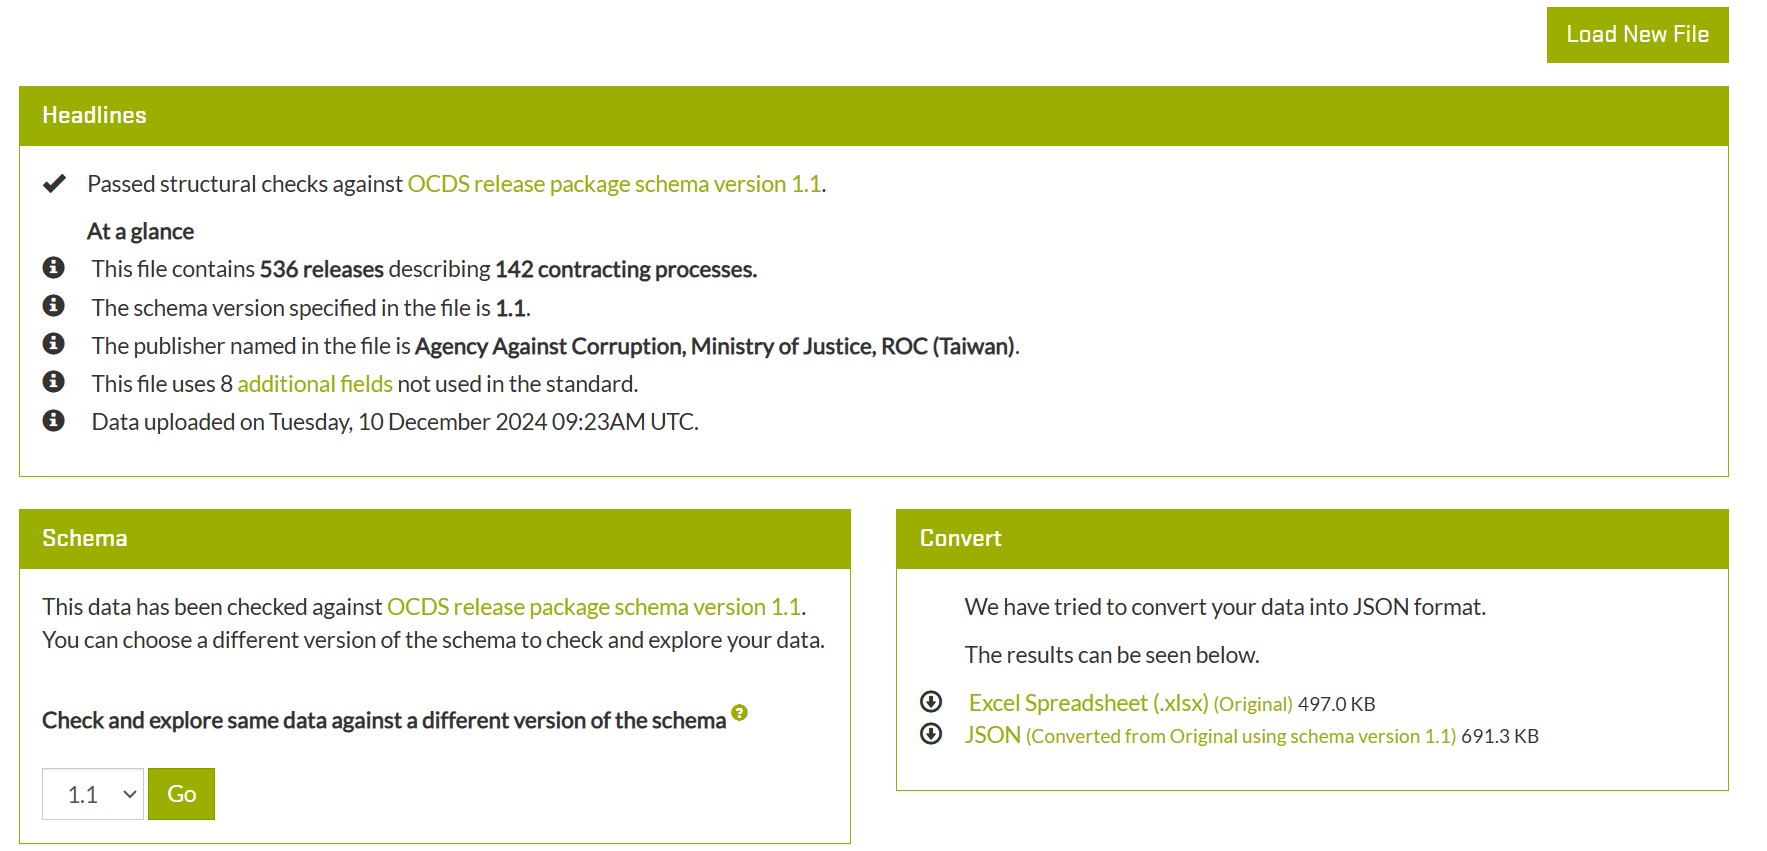 Load New File
Headlines
Passed structural checks against OCDS release package schema version 1.1.
At a glance
This file contains 536 releases describing 142 contracting processes.
The schema version specified in the file is 1.1.
The publisher named in the file is Agency Against Corruption, Ministry of Justice, ROC (Taiwan).
This file uses 8 additional fields not used in the standard.
Data uploaded on Tuesday, 10 December 2024 09:23AM UTC.
Schema
This data has been checked against OCDS release package schema version 1.1.
You can choose a different version of the schema to check and explore your data.
Check and explore same data against a different version of the schema ?
1.1 Go
Convert
We have tried to convert your data into JSON format.
The results can be seen below.
Excel Spreadsheet (.xlsx) (Original) 497.0 KB
JSON (Converted from Original using schema version 1.1) 691.3 KB